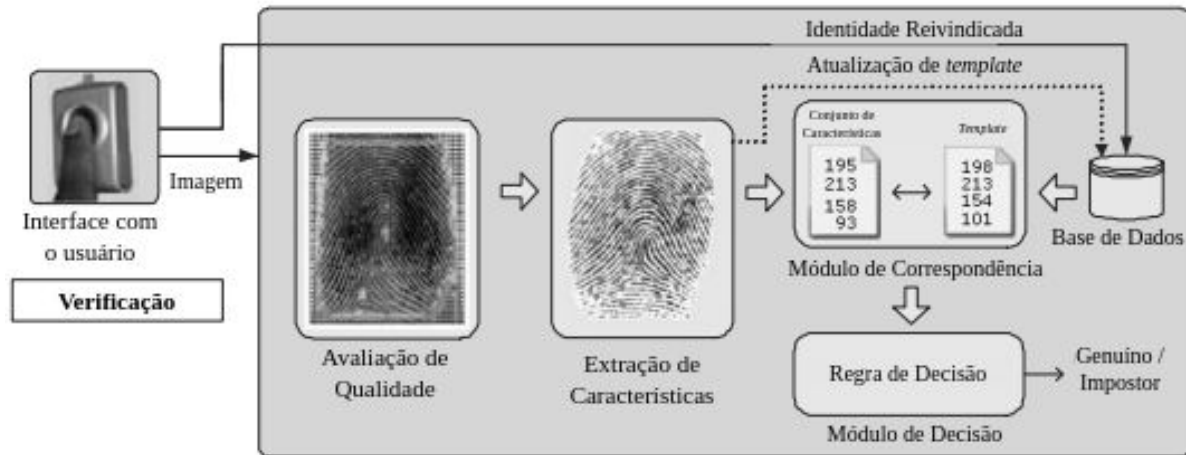 Identidade Reivindicada
Atualização de template
Imagem
Interface com
o usuário
Verificação
Avaliação de
Qualidade
Extração de
Características
Conjunto de
Características
Template
195
213
158
93
198
213
154
101
Base de Dados
Módulo de Correspondência
Regra de Decisão
Genuíno /
Impostor
Módulo de Decisão